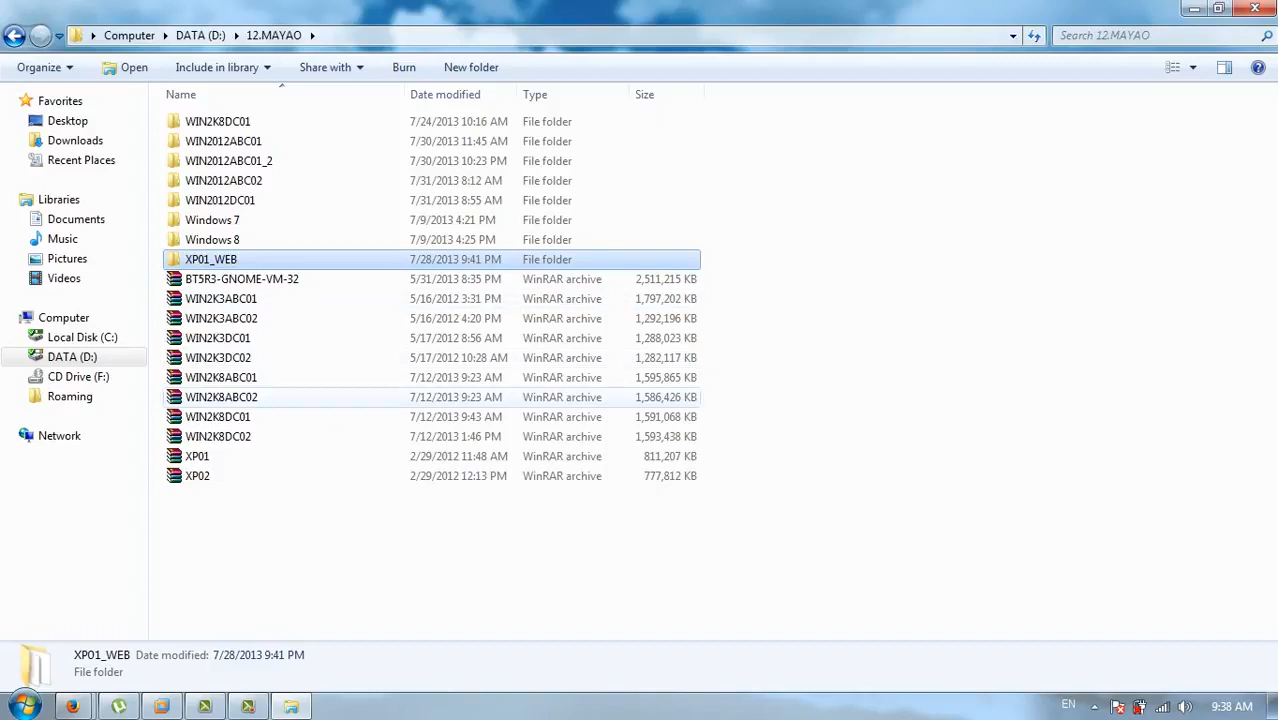 Computer DATA (D:) 12.MAYAO Search 12.MAYAO
Organize Open Include in library Share with Burn New folder
Name Date modified Type Size
Favorites
Desktop
Downloads
Recent Places
Libraries
Documents
Music
Pictures
Videos
Computer
Local Disk (C:)
DATA (D:)
CD Drive (F:)
Roaming
Network
WIN2K8DC01 7/24/2013 10:16 AM File folder
WIN2012ABC01 7/30/2013 11:45 AM File folder
WIN2012ABC01_2 7/30/2013 10:23 PM File folder
WIN2012ABC02 7/31/2013 8:12 AM File folder
WIN2012DC01 7/31/2013 8:55 AM File folder
Windows 7 7/9/2013 4:21 PM File folder
Windows 8 7/9/2013 4:25 PM File folder
XP01_WEB 7/28/2013 9:41 PM File folder
BT5R3-GNOME-VM-32 5/31/2013 8:35 PM WinRAR archive 2,511,215 KB
WIN2K3ABC01 5/16/2012 3:31 PM WinRAR archive 1,797,202 KB
WIN2K3ABC02 5/16/2012 4:20 PM WinRAR archive 1,292,196 KB
WIN2K3DC01 5/17/2012 8:56 AM WinRAR archive 1,288,023 KB
WIN2K3DC02 5/17/2012 10:28 AM WinRAR archive 1,282,117 KB
WIN2K8ABC01 7/12/2013 9:23 AM WinRAR archive 1,595,865 KB
WIN2K8ABC02 7/12/2013 9:23 AM WinRAR archive 1,586,426 KB
WIN2K8DC01 7/12/2013 9:43 AM WinRAR archive 1,591,068 KB
WIN2K8DC02 7/12/2013 1:46 PM WinRAR archive 1,593,438 KB
XP01 2/29/2012 11:48 AM WinRAR archive 811,207 KB
XP02 2/29/2012 12:13 PM WinRAR archive 777,812 KB
XP01_WEB Date modified: 7/28/2013 9:41 PM
File folder
EN 9:38 AM